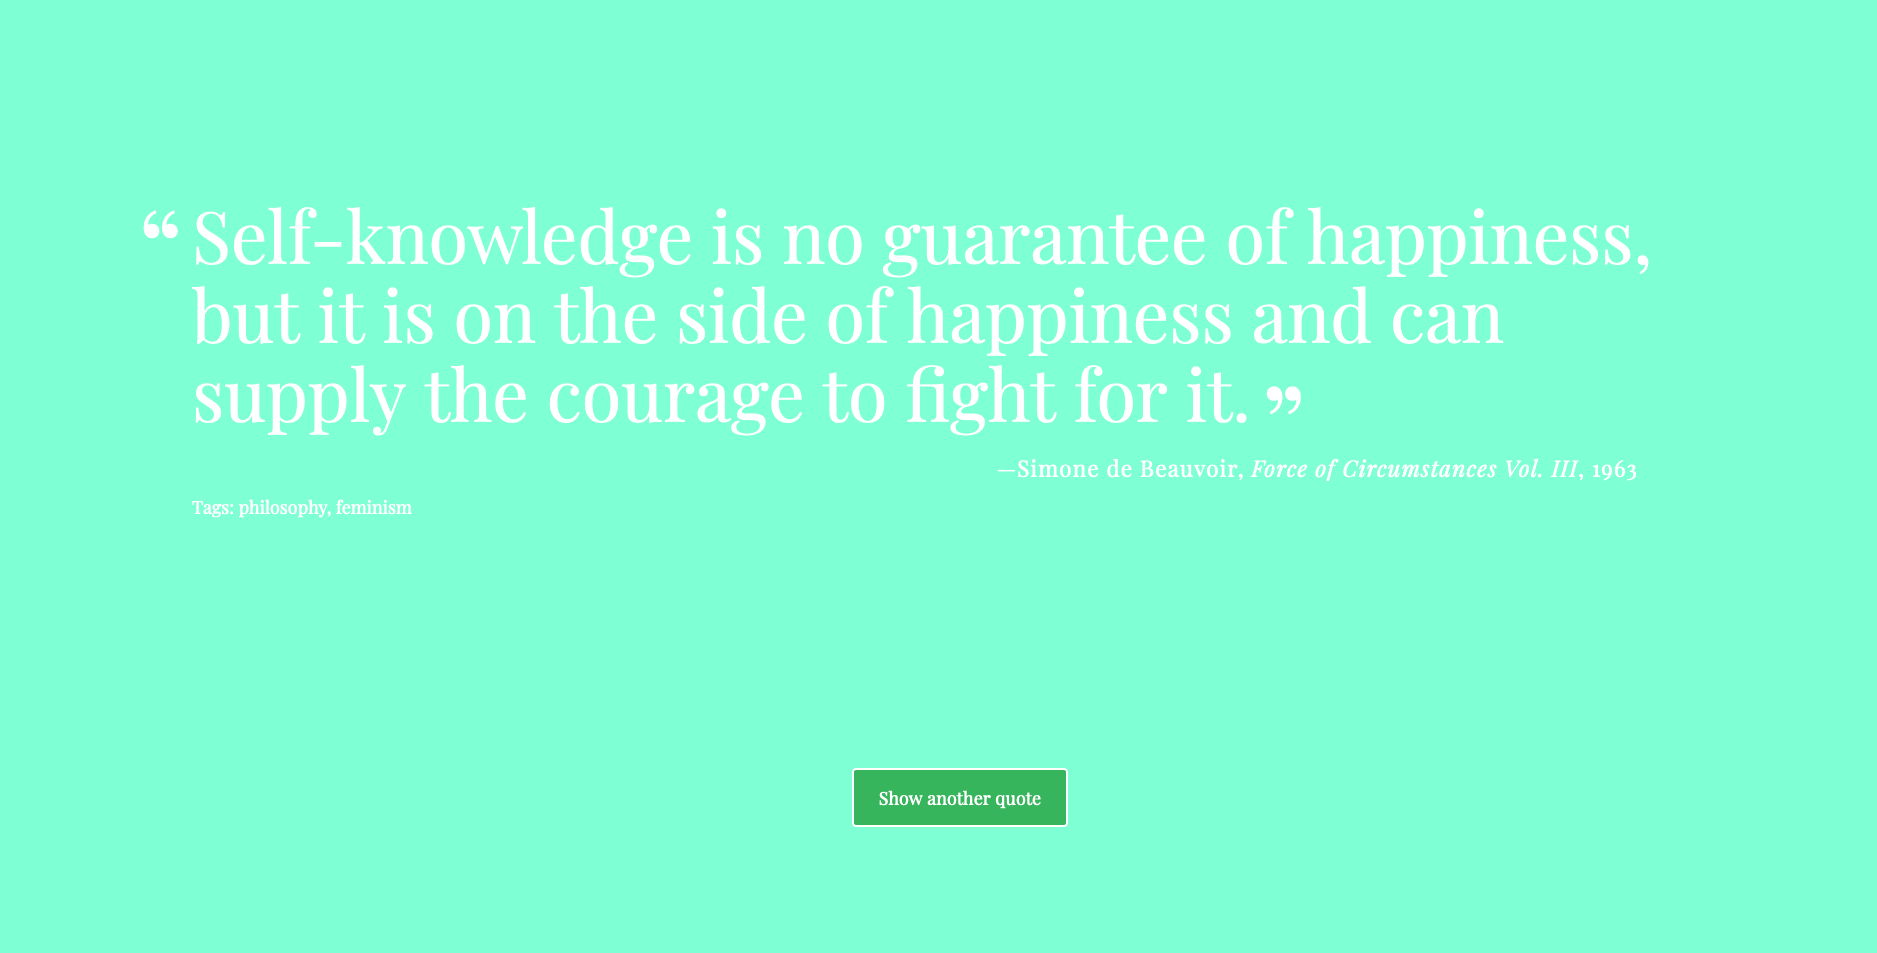 “Self-knowledge is no guarantee of happiness,
but it is on the side of happiness and can
supply the courage to fight for it.”
—Simone de Beauvoir, Force of Circumstances Vol. III, 1963
Tags: philosophy, feminism
Show another quote